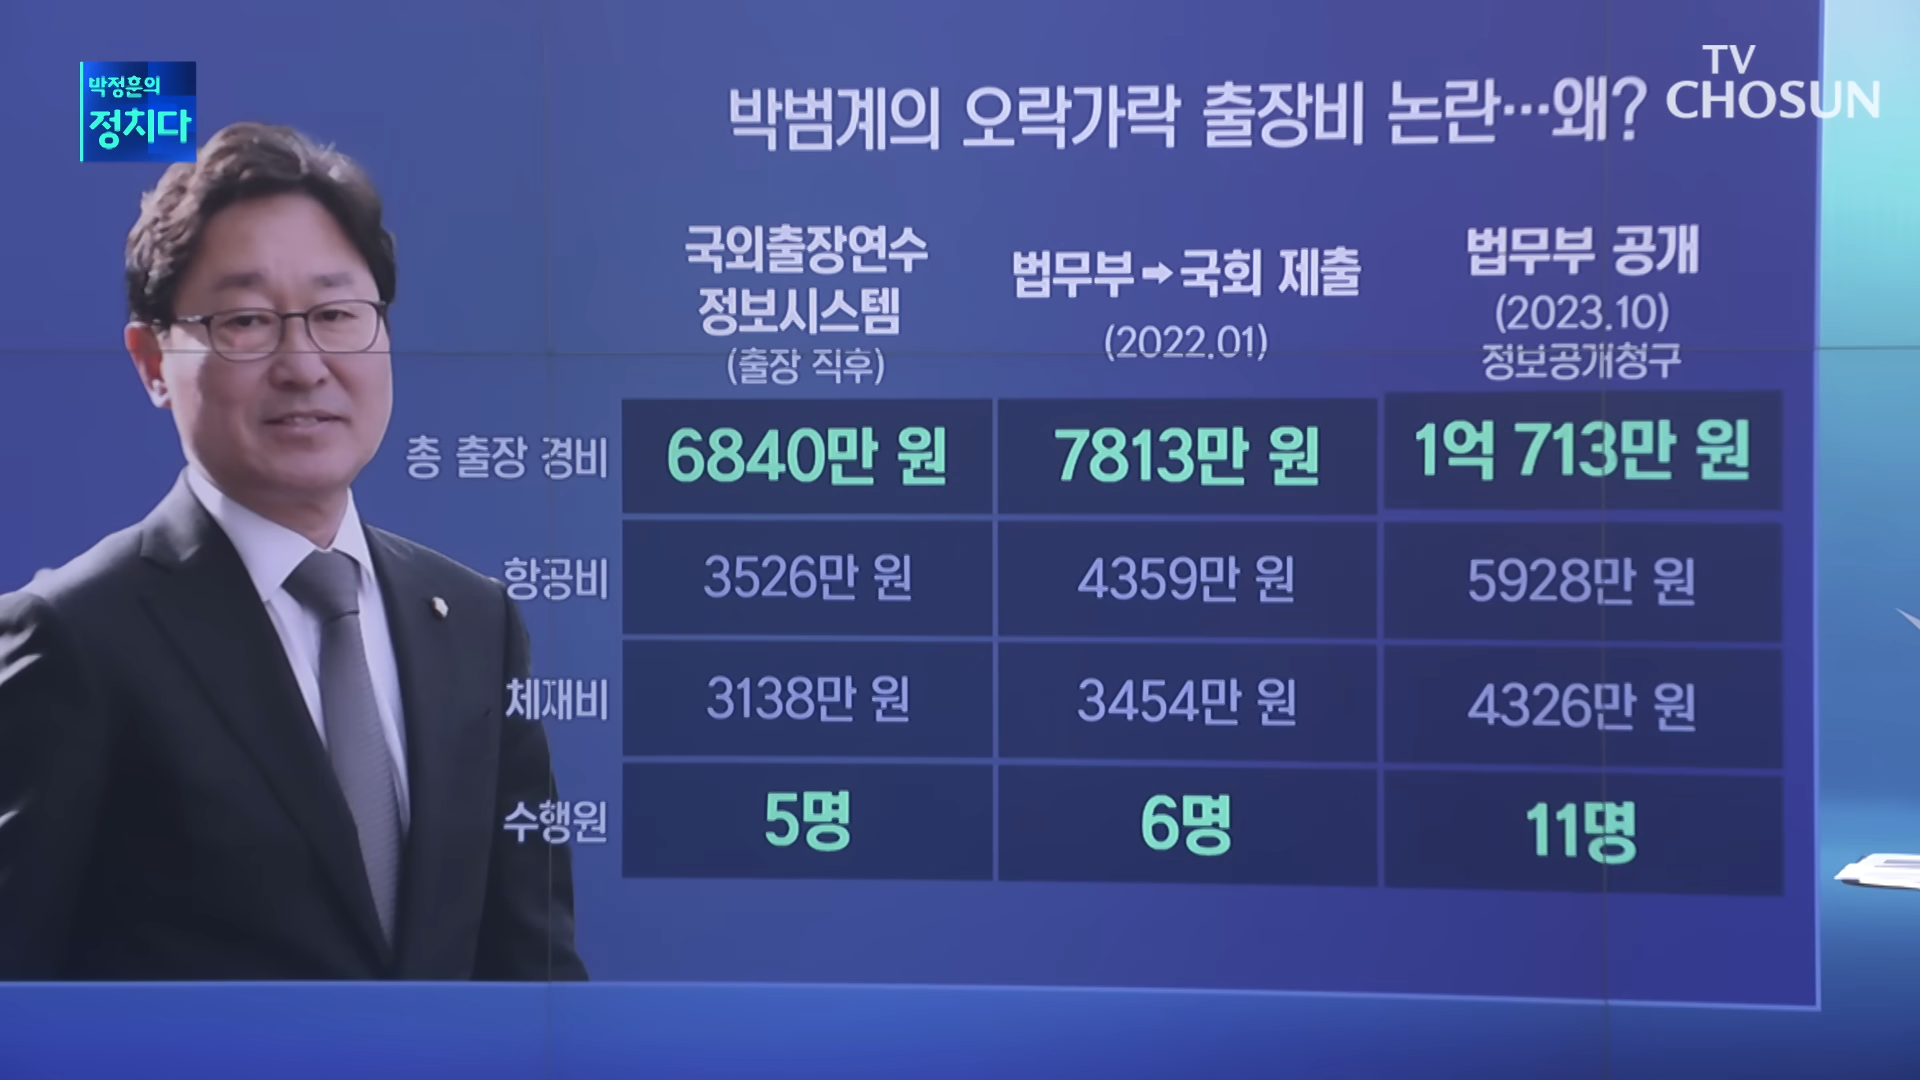 박정훈의
정치다
TV
CHOSUN
박범계의 오락가락 출장비 논란…왜?
국외출장연수
정보시스템
(출장 직후)
법무부➡국회 제출
(2022.01)
법무부 공개
(2023.10)
정보공개청구
총 출장 경비 6840만 원 7813만 원 1억 713만 원
항공비 3526만 원 4359만 원 5928만 원
체재비 3138만 원 3454만 원 4326만 원
수행원 5명 6명 11명